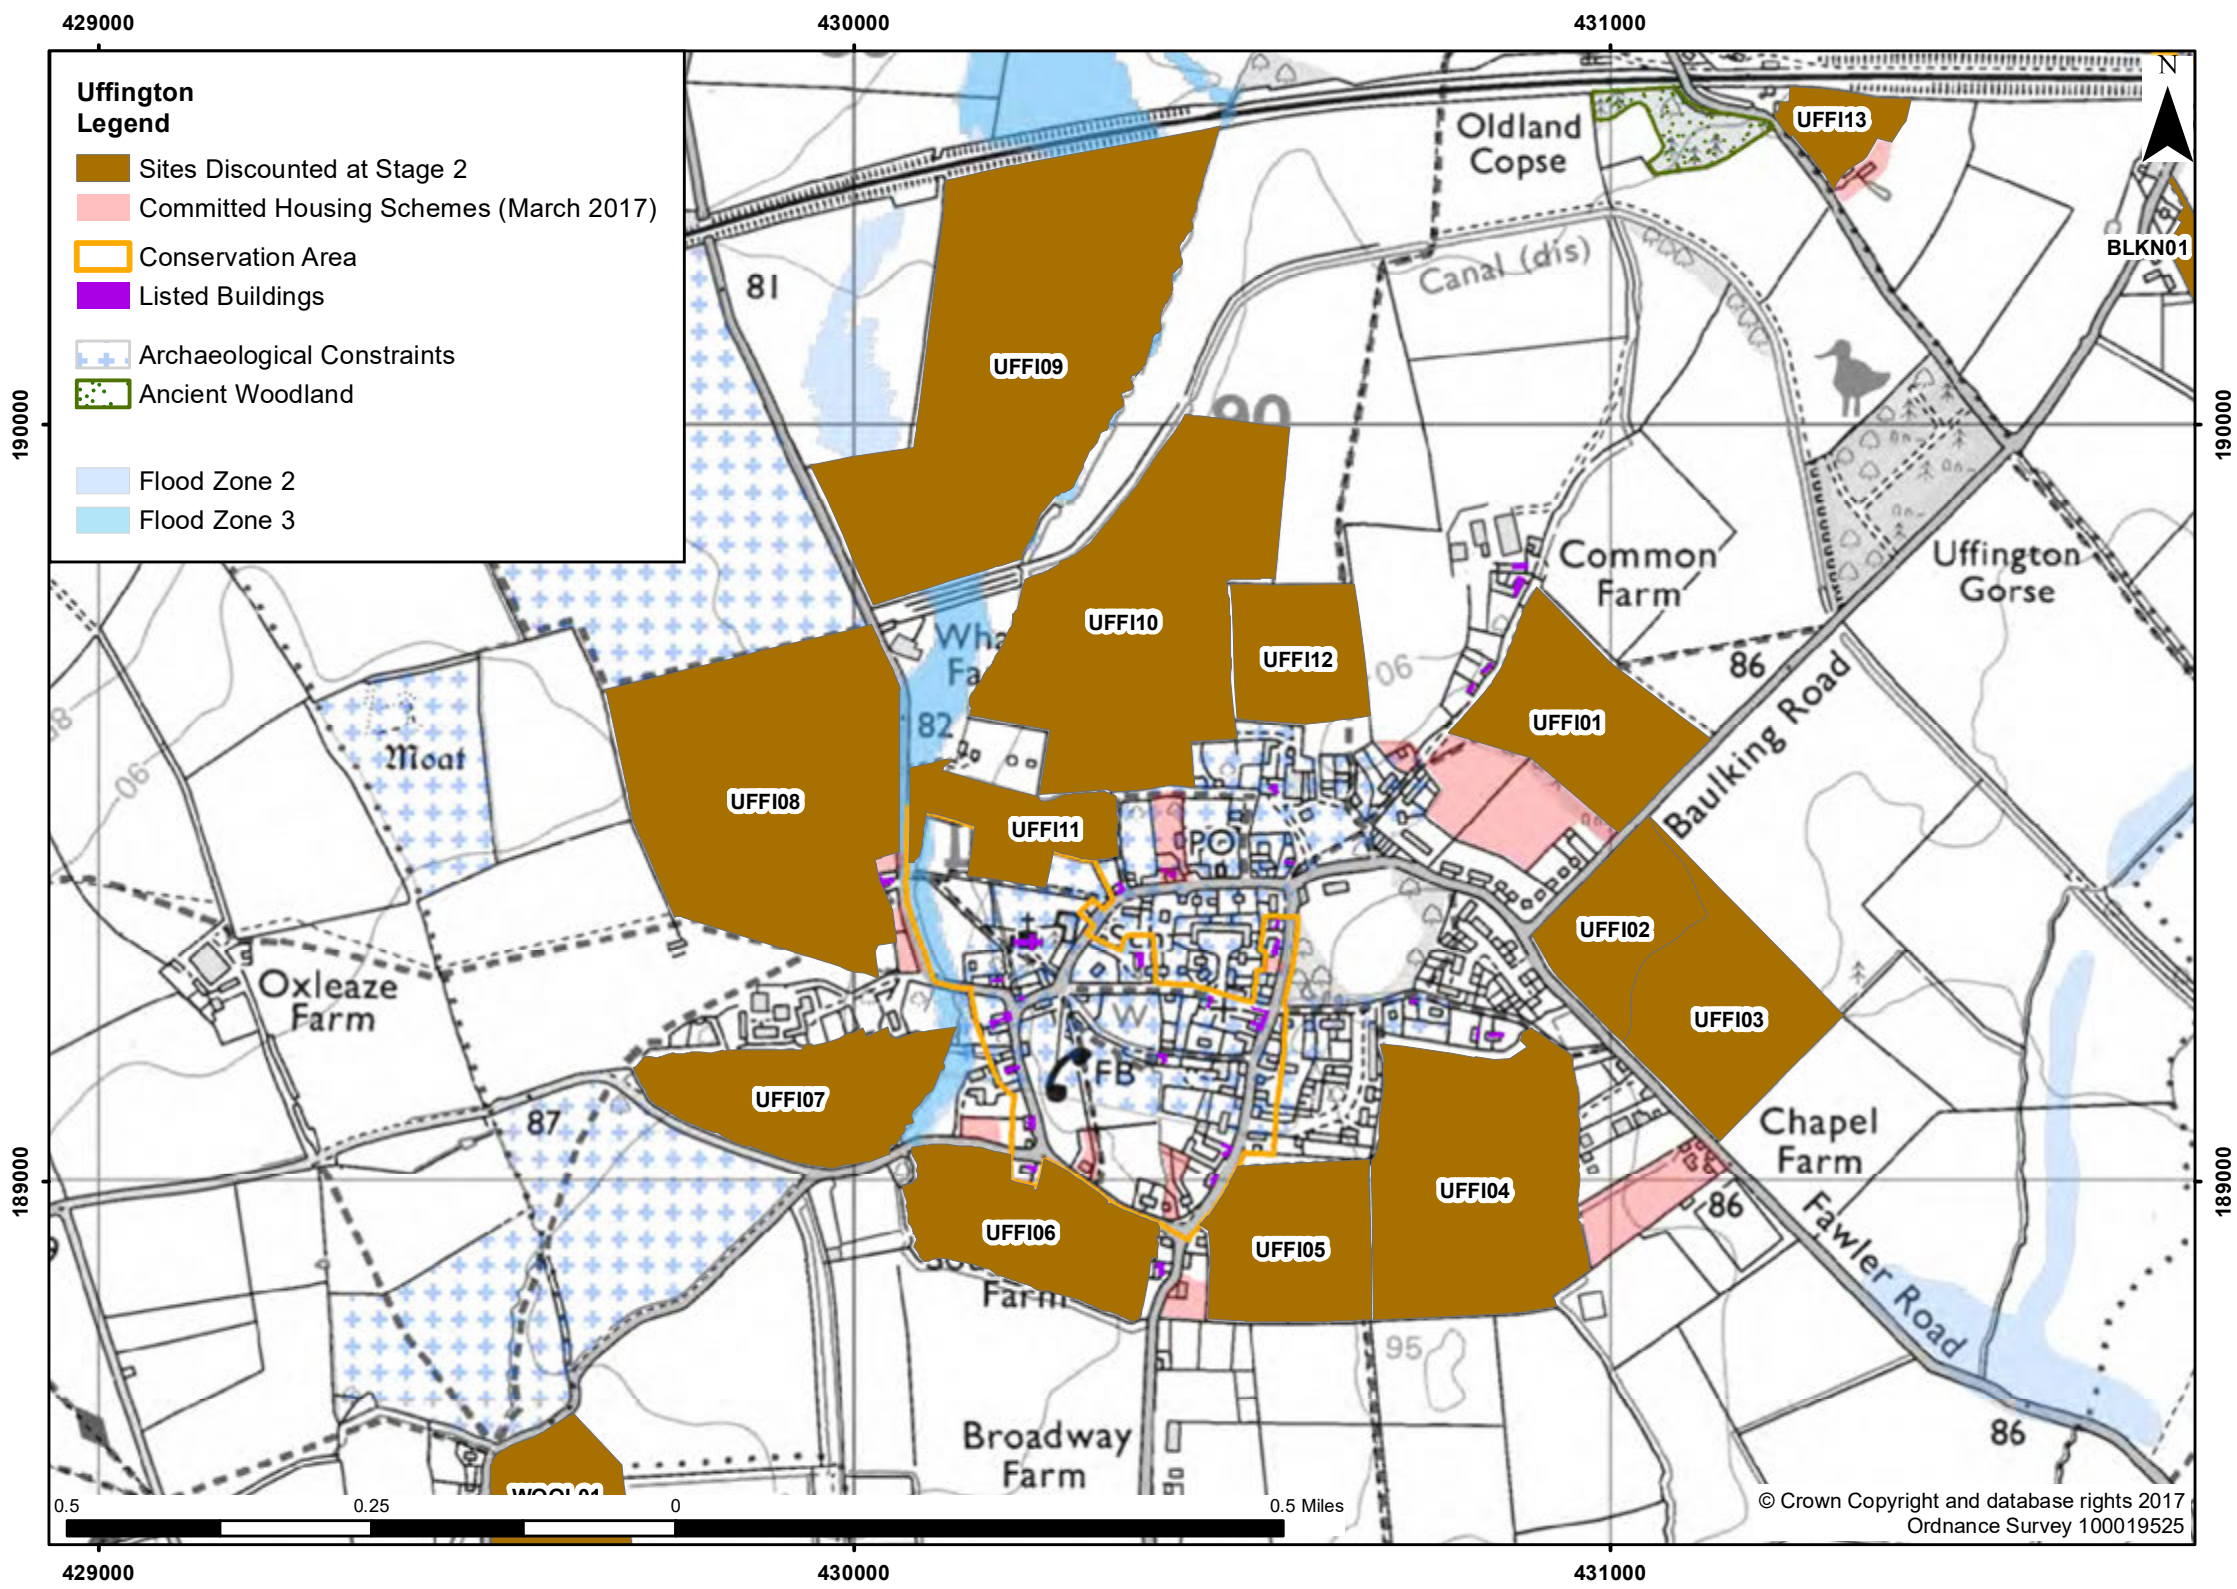 429000
430000
431000
Uffington
Legend
Sites Discounted at Stage 2
Committed Housing Schemes (March 2017)
Conservation Area
Listed Buildings
Archaeological Constraints
Ancient Woodland
Flood Zone 2
Flood Zone 3
N
Oldland
Copse
UFFI13
BLKN01
81
Canal (dis)
UFFI09
190000
190000
90
Common
Farm
Uffington
Gorse
UFFI10
UFFI12
06
86
UFFI01
82
Moat
06
UFFI08
UFFI11
PO
Baulking Road
UFFI02
Oxleaze
Farm
S
W
UFFI03
FB
UFFI07
87
Chapel
Farm
189000
189000
UFFI04
86
UFFI06
UFFI05
Farm
Fawler Road
95
Broadway
Farm
86
0.5
0.25
0
0.5 Miles
© Crown Copyright and database rights 2017
Ordnance Survey 100019525
429000
430000
431000